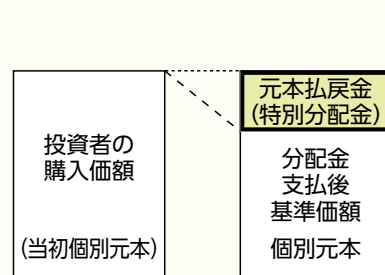 投資者の
購入価額
(当初個別元本)
元本払戻金
(特別分配金)
分配金
支払後
基準価額
個別元本